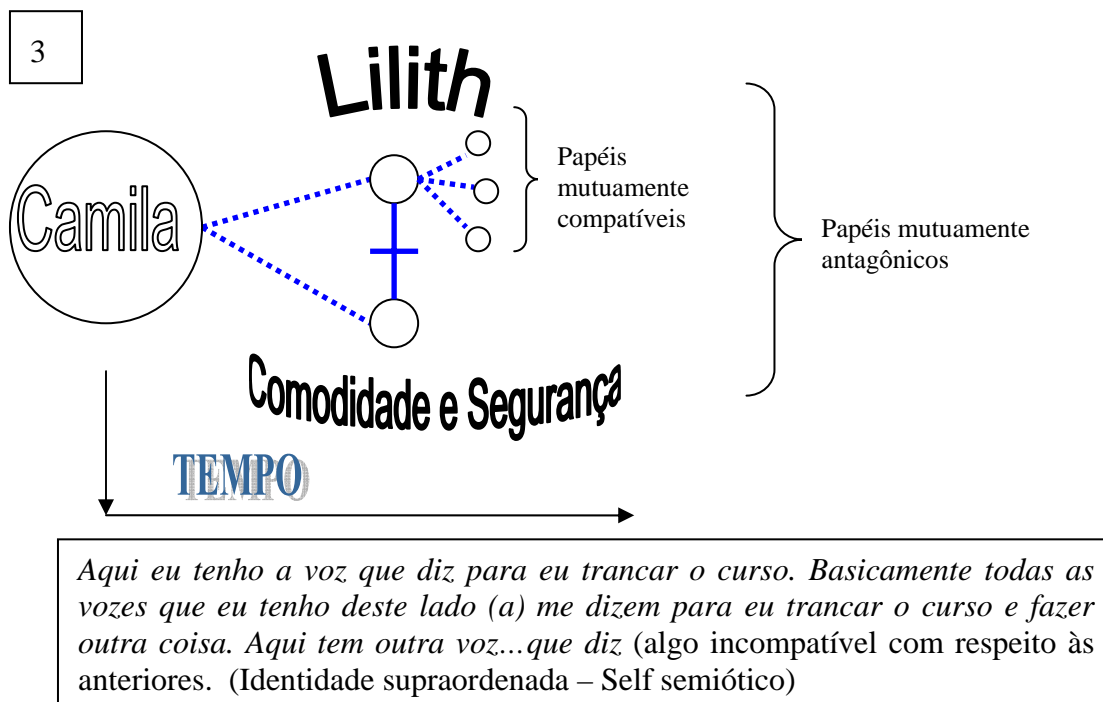 3
Lilith
Papéis
mutuamente
compatíveis
Camila
Papéis mutuamente
antagônicos
Comodidade e Segurança
TEMPO
Aqui eu tenho a voz que diz para eu trancar o curso. Basicamente todas as
vozes que eu tenho deste lado (a) me dizem para eu trancar o curso e fazer
outra coisa. Aqui tem outra voz...que diz (algo incompatível com respeito às
anteriores. (Identidade supraordenada – Self semiótico)